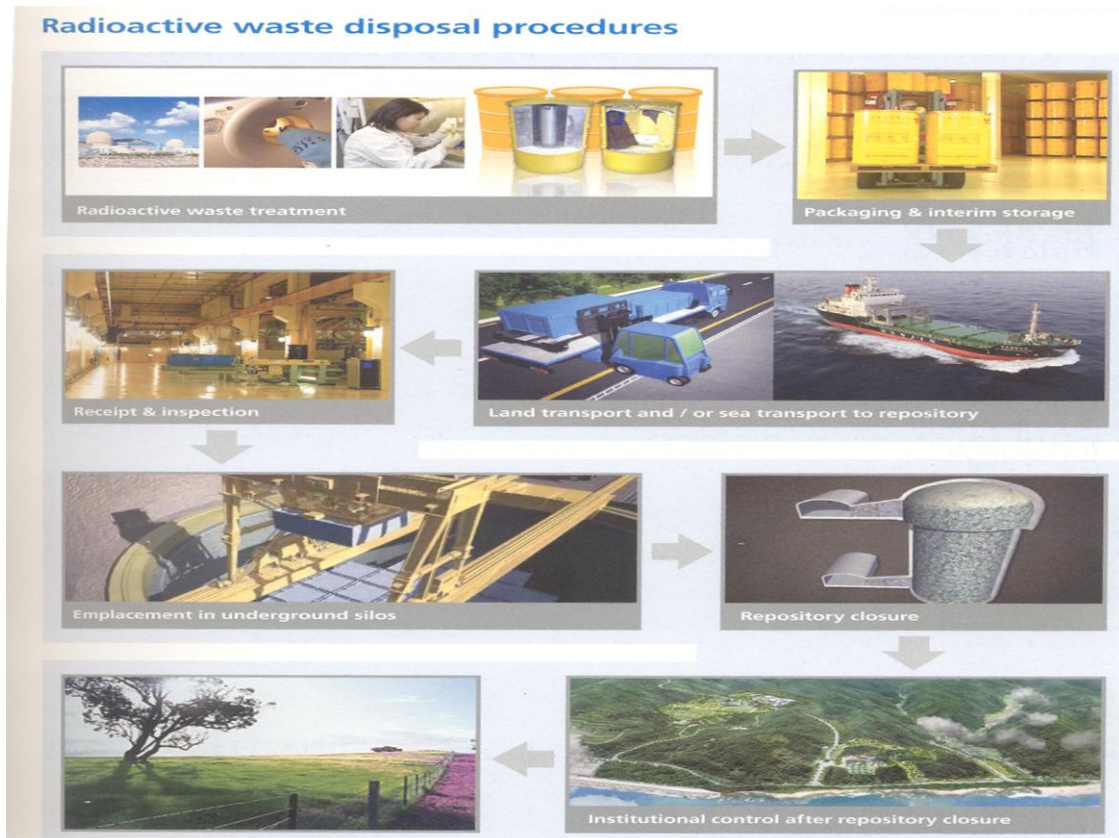 Radioactive waste disposal procedures
Radioactive waste treatment
Packaging & interim storage
Land transport and / or sea transport to repository
Receipt & inspection
Emplacement in underground silos
Repository closure
Institutional control after repository closure